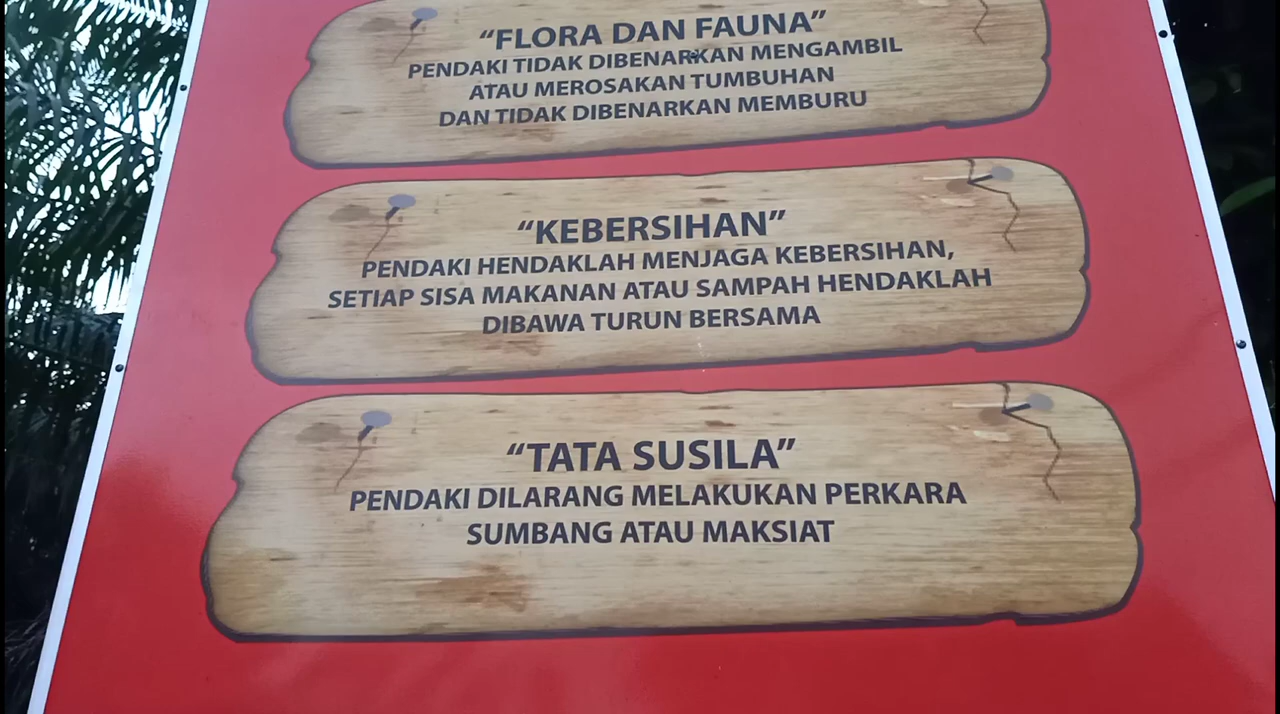 “FLORA DAN FAUNA”
PENDAKI TIDAK DIBENARKAN MENGAMBIL
ATAU MEROSAKAN TUMBUHAN
DAN TIDAK DIBENARKAN MEMBURU
“KEBERSIHAN”
PENDAKI HENDAKLAH MENJAGA KEBERSIHAN,
SETIAP SISA MAKANAN ATAU SAMPAH HENDAKLAH
DIBAWA TURUN BERSAMA
“TATA SUSILA”
PENDAKI DILARANG MELAKUKAN PERKARA
SUMBANG ATAU MAKSIAT